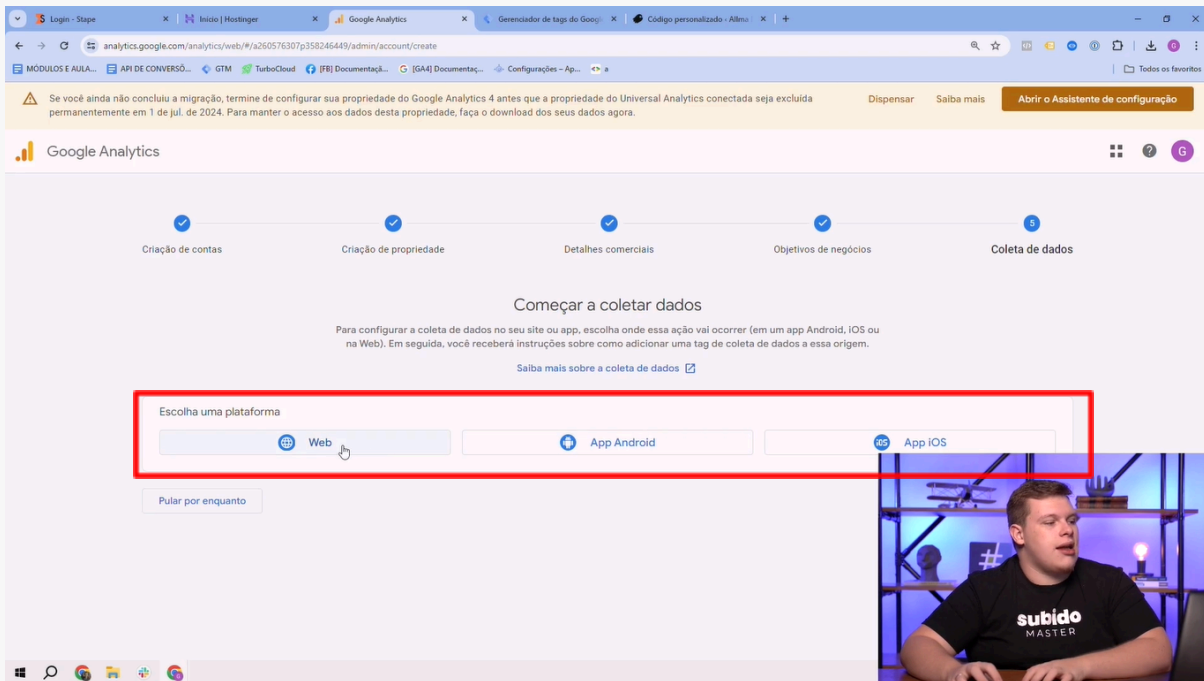 Login - Stape
Início | Hostinger
Google Analytics
Gerenciador de tags do Googl
Código personalizado ‹ Allma
analytics.google.com/analytics/web/#/a260576307p358246449/admin/account/create
MÓDULOS E AULA...
API DE CONVERSÕ...
GTM
TurboCloud
[FB] Documentaçã...
[GA4] Documentaç...
Configurações – Ap...
a
Todos os favoritos
Se você ainda não concluiu a migração, termine de configurar sua propriedade do Google Analytics 4 antes que a propriedade do Universal Analytics conectada seja excluída
permanentemente em 1 de jul. de 2024. Para manter o acesso aos dados desta propriedade, faça o download dos seus dados agora.
Dispensar
Saiba mais
Abrir o Assistente de configuração
Google Analytics
G
5
Criação de contas
Criação de propriedade
Detalhes comerciais
Objetivos de negócios
Coleta de dados
Começar a coletar dados
Para configurar a coleta de dados no seu site ou app, escolha onde essa ação vai ocorrer (em um app Android, iOS ou
na Web). Em seguida, você receberá instruções sobre como adicionar uma tag de coleta de dados a essa origem.
Saiba mais sobre a coleta de dados
Escolha uma plataforma
Web
App Android
iOS
App iOS
Pular por enquanto
#
subido
MASTER